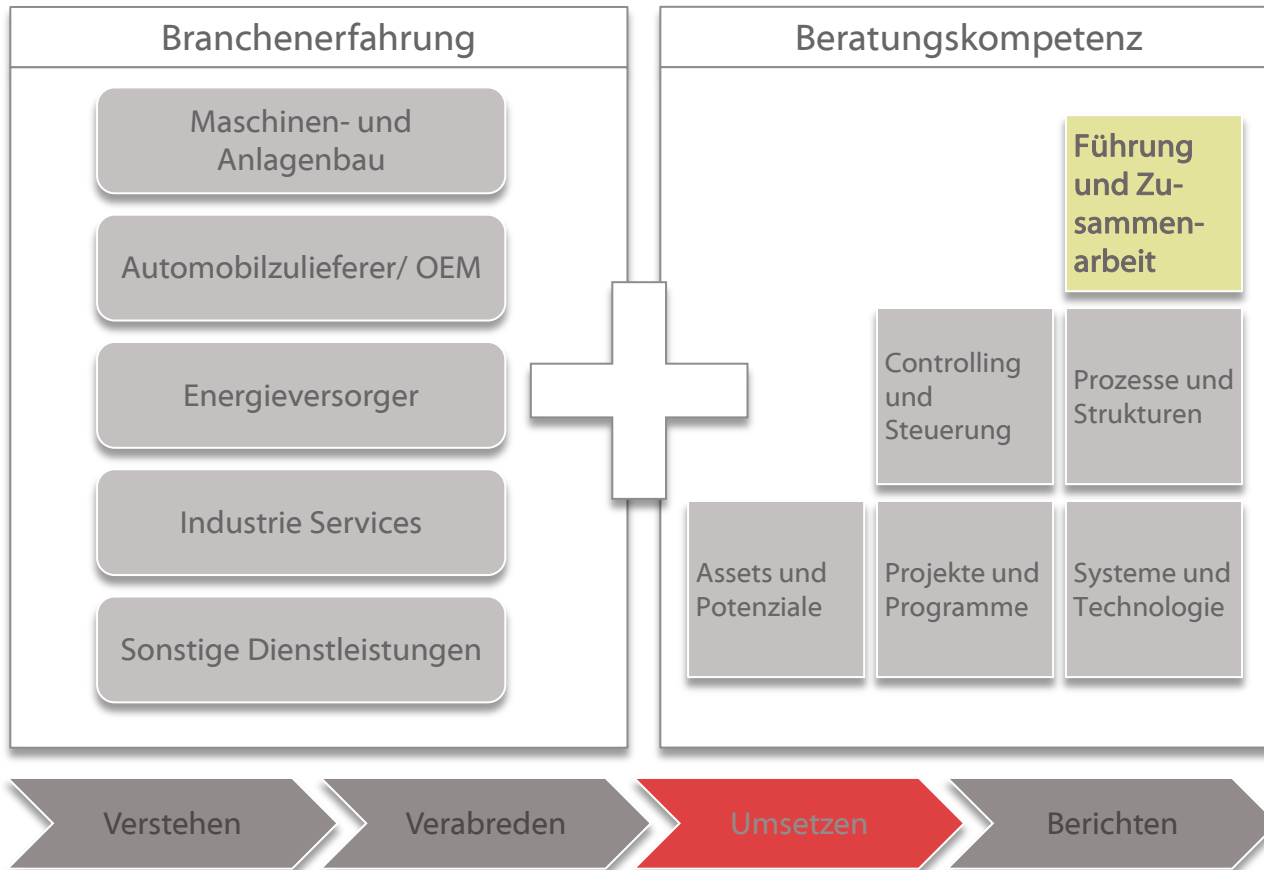 Branchenerfahrung
Maschinen- und
Anlagenbau
Automobilzulieferer/ OEM
Energieversorger
Industrie Services
Sonstige Dienstleistungen
Beratungskompetenz
Führung
und Zu-
sammen-
arbeit
Controlling
und
Steuerung
Prozesse und
Strukturen
Assets und
Potenziale
Projekte und
Programme
Systeme und
Technologie
Verstehen
Verabreden
Umsetzen
Berichten